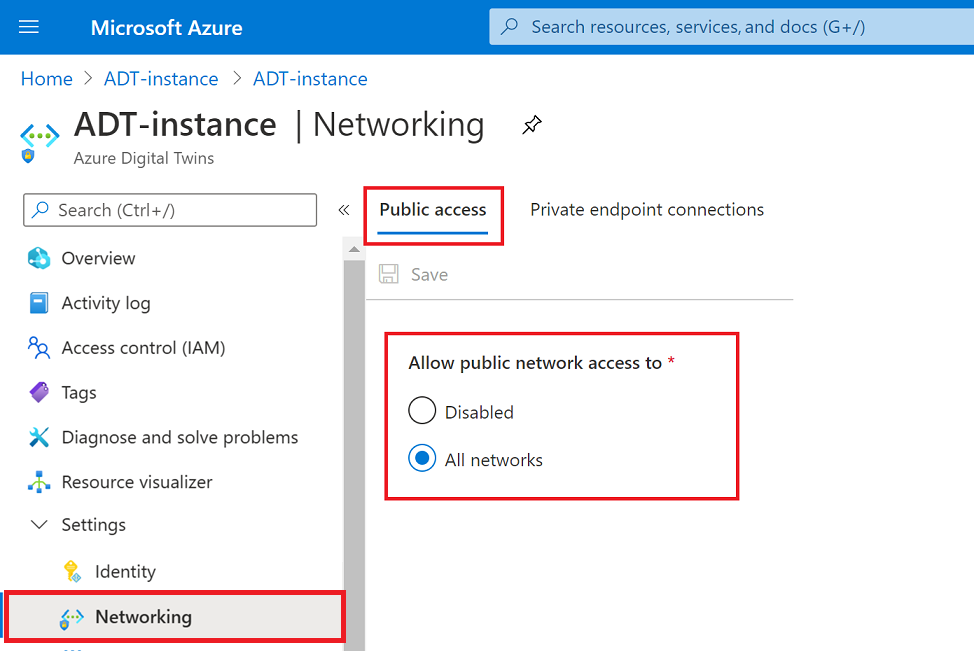 Microsoft Azure
Search resources, services, and docs (G+/)
Home > ADT-instance > ADT-instance
ADT-instance | Networking
Azure Digital Twins
Search (Ctrl+/)
«
Public access
Private endpoint connections
Overview
Activity log
Access control (IAM)
Tags
Diagnose and solve problems
Resource visualizer
Settings
Identity
Networking
Save
Allow public network access to *
Disabled
All networks